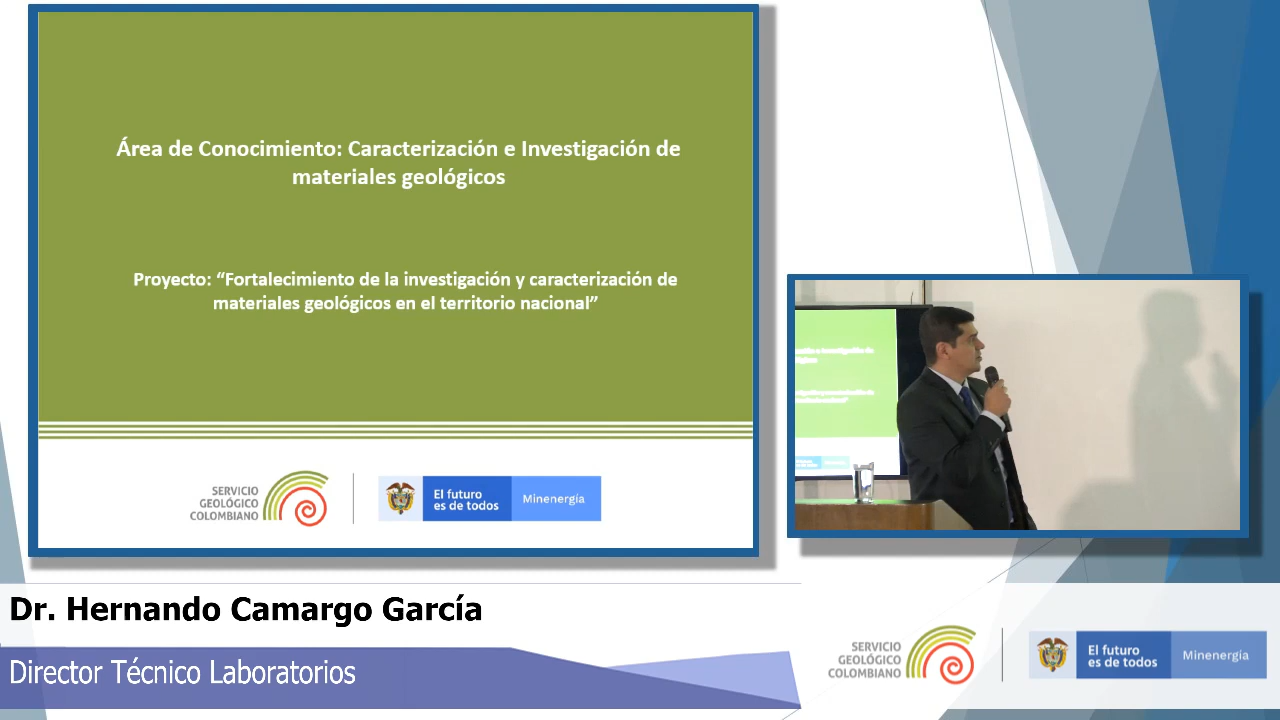 Área de Conocimiento: Caracterización e Investigación de
materiales geológicos
Proyecto: “Fortalecimiento de la investigación y caracterización de
materiales geológicos en el territorio nacional”
SERVICIO
GEOLÓGICO
COLOMBIANO
El futuro
es de todos
Minenergía
Dr. Hernando Camargo García
Director Técnico Laboratorios
SERVICIO
GEOLÓGICO
COLOMBIANO
El futuro
es de todos
Minenergía